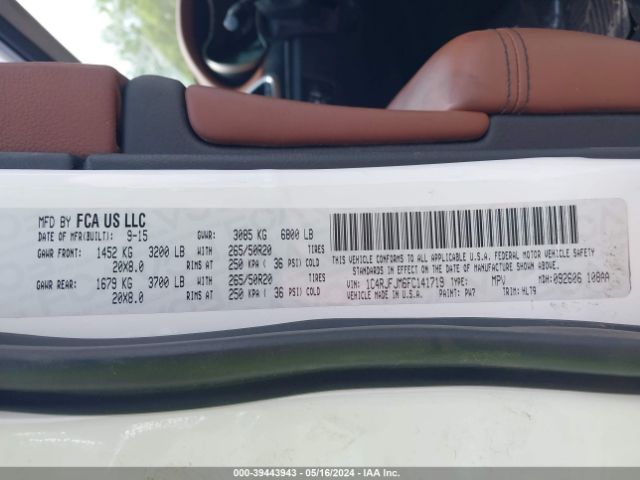 MFD BY FCA US LLC
DATE OF MFR(BUILT): 9-15 GVWR: 3085 KG 6800 LB
GAWR FRONT: 1452 KG 3200 LB WITH 265/50R20 TIRES
20X8.0 RIMS AT 250 KPA ( 36 PSI) COLD
GAWR REAR: 1679 KG 3700 LB WITH 265/50R20 TIRES
20X8.0 RIMS AT 250 KPA ( 36 PSI) COLD
THIS VEHICLE CONFORMS TO ALL APPLICABLE U.S.A. FEDERAL MOTOR VEHICLE SAFETY
STANDARDS IN EFFECT ON THE DATE OF MANUFACTURE SHOWN ABOVE.
VIN: 1C4RJFJM6FC141719 TYPE: MPV MDH: 092606 108AA
VEHICLE MADE IN U.S.A. PAINT: PW7 TRIM: HLT9
000-39443943 - 05/16/2024 - IAA Inc.